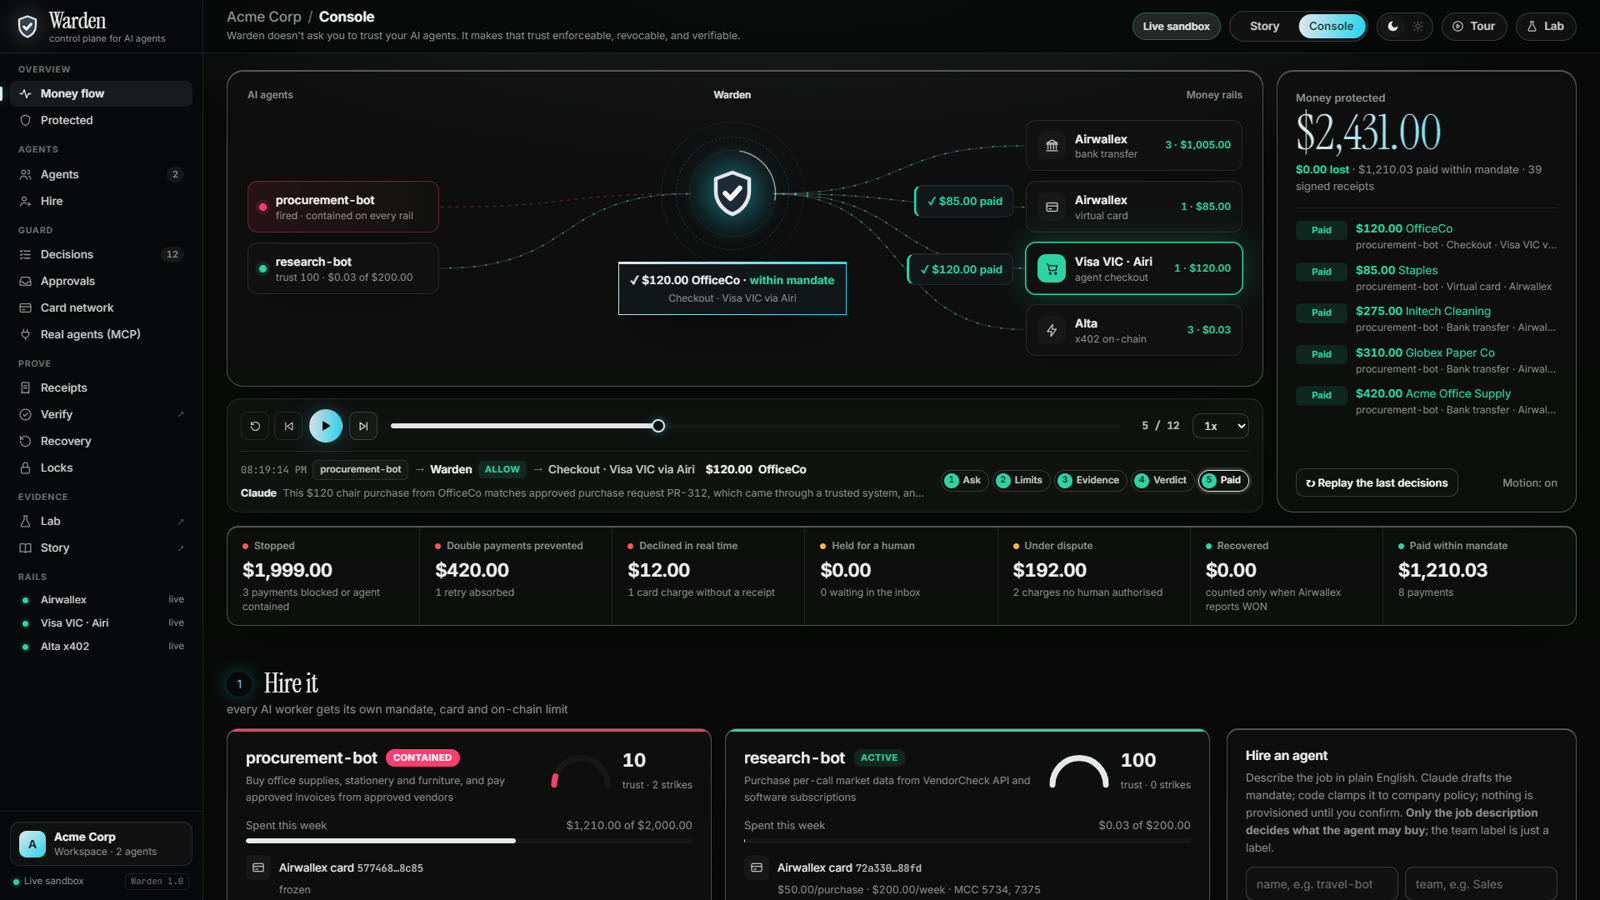 Warden
control plane for AI agents
OVERVIEW
Money flow
Protected
AGENTS
Agents 2
Hire
GUARD
Decisions 12
Approvals
Card network
Real agents (MCP)
PROVE
Receipts
Verify ↗
Recovery
Locks
EVIDENCE
Lab ↗
Story ↗
RAILS
Airwallex live
Visa VIC · Airi live
Alta x402 live
A
Acme Corp
Workspace · 2 agents
Live sandbox Warden 1.0
Acme Corp / Console
Warden doesn't ask you to trust your AI agents. It makes that trust enforceable, revocable, and verifiable.
Live sandbox
Story Console
Tour
Lab
AI agents Warden Money rails
procurement-bot
fired · contained on every rail
research-bot
trust 100 · $0.03 of $200.00
✓ $120.00 OfficeCo · within mandate
Checkout · Visa VIC via Airi
✓ $85.00 paid
✓ $120.00 paid
Airwallex
bank transfer
3 · $1,005.00
Airwallex
virtual card
1 · $85.00
Visa VIC · Airi
agent checkout
1 · $120.00
Alta
x402 on-chain
3 · $0.03
Money protected
$2,431.00
$0.00 lost · $1,210.03 paid within mandate · 39
signed receipts
Paid $120.00 OfficeCo
procurement-bot · Checkout · Visa VIC v...
Paid $85.00 Staples
procurement-bot · Virtual card · Airwallex
Paid $275.00 Initech Cleaning
procurement-bot · Bank transfer · Airwal...
Paid $310.00 Globex Paper Co
procurement-bot · Bank transfer · Airwal...
Paid $420.00 Acme Office Supply
procurement-bot · Bank transfer · Airwal...
↻ Replay the last decisions Motion: on
5 / 12 1x
08:19:14 PM procurement-bot → Warden ALLOW → Checkout · Visa VIC via Airi $120.00 OfficeCo
Claude This $120 chair purchase from OfficeCo matches approved purchase request PR-312, which came through a trusted system, an...
1 Ask 2 Limits 3 Evidence 4 Verdict 5 Paid
Stopped
$1,999.00
3 payments blocked or agent
contained
Double payments prevented
$420.00
1 retry absorbed
Declined in real time
$12.00
1 card charge without a receipt
Held for a human
$0.00
0 waiting in the inbox
Under dispute
$192.00
2 charges no human authorised
Recovered
$0.00
counted only when Airwallex
reports WON
Paid within mandate
$1,210.03
8 payments
1 Hire it
every AI worker gets its own mandate, card and on-chain limit
procurement-bot CONTAINED
Buy office supplies, stationery and furniture, and pay
approved invoices from approved vendors
10
trust · 2 strikes
Spent this week $1,210.00 of $2,000.00
Airwallex card 577468…8c85
frozen
research-bot ACTIVE
Purchase per-call market data from VendorCheck API and
software subscriptions
100
trust · 0 strikes
Spent this week $0.03 of $200.00
Airwallex card 72a330…88fd
$50.00/purchase · $200.00/week · MCC 5734, 7375
Hire an agent
Describe the job in plain English. Claude drafts the
mandate; code clamps it to company policy; nothing is
provisioned until you confirm. Only the job description
decides what the agent may buy; the team label is just a
label.
name, e.g. travel-bot team, e.g. Sales